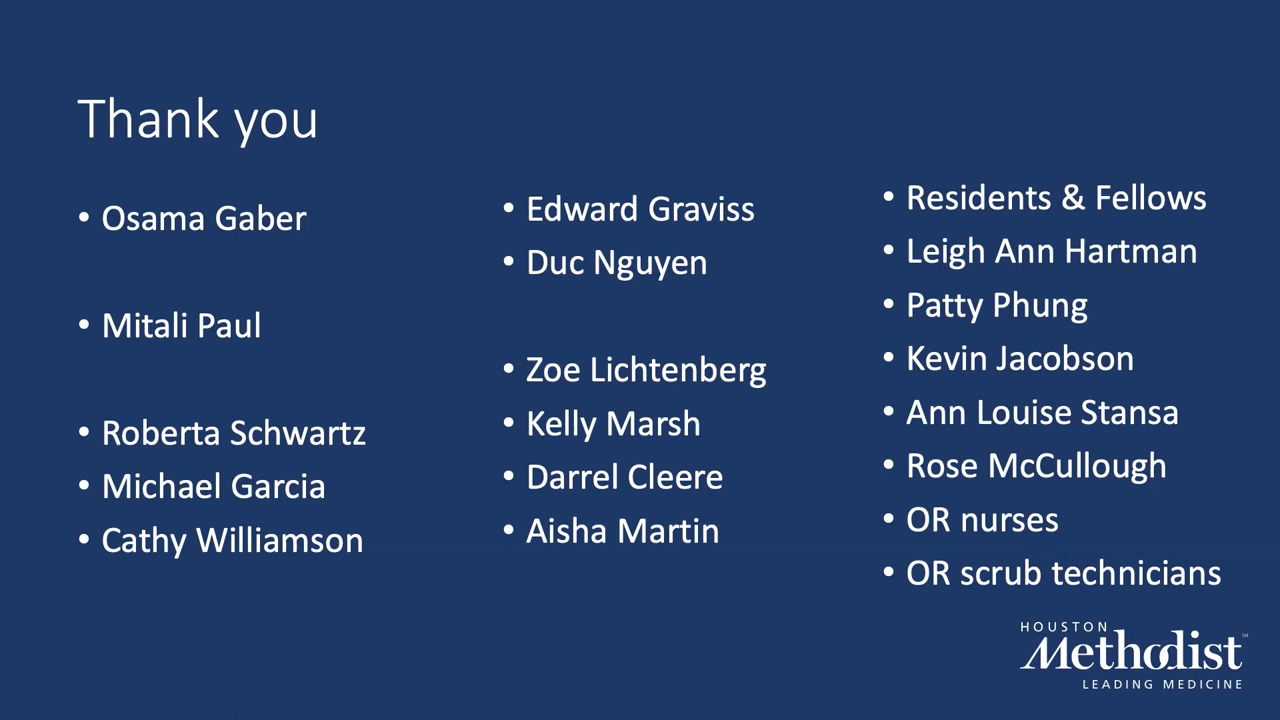 Thank you
• Osama Gaber
• Mitali Paul
• Roberta Schwartz
• Michael Garcia
• Cathy Williamson
• Edward Graviss
• Duc Nguyen
• Zoe Lichtenberg
• Kelly Marsh
• Darrel Cleere
• Aisha Martin
• Residents & Fellows
• Leigh Ann Hartman
• Patty Phung
• Kevin Jacobson
• Ann Louise Stansa
• Rose McCullough
• OR nurses
• OR scrub technicians
HOUSTON
Methodist℠
LEADING MEDICINE